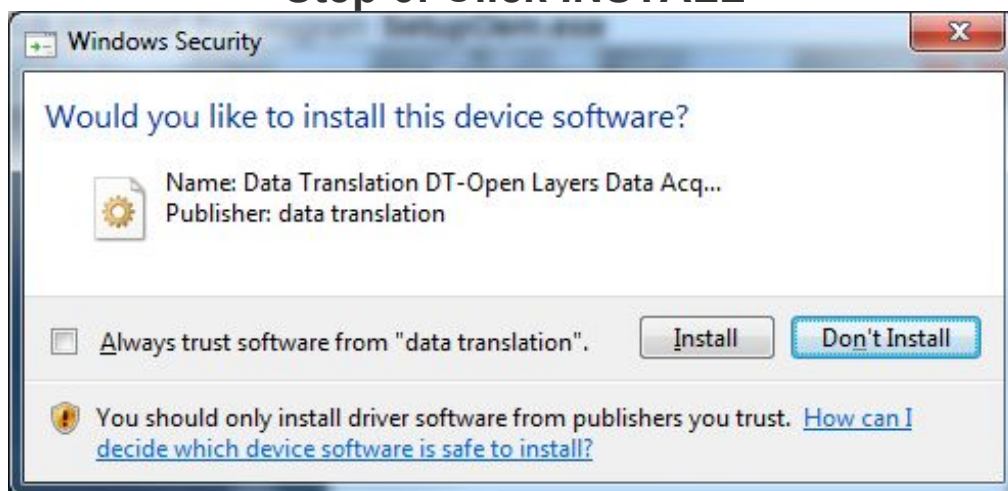 Windows Security
Would you like to install this device software?
Name: Data Translation DT-Open Layers Data Acq...
Publisher: data translation
Always trust software from "data translation". Install Don't Install
You should only install driver software from publishers you trust. How can I
decide which device software is safe to install?